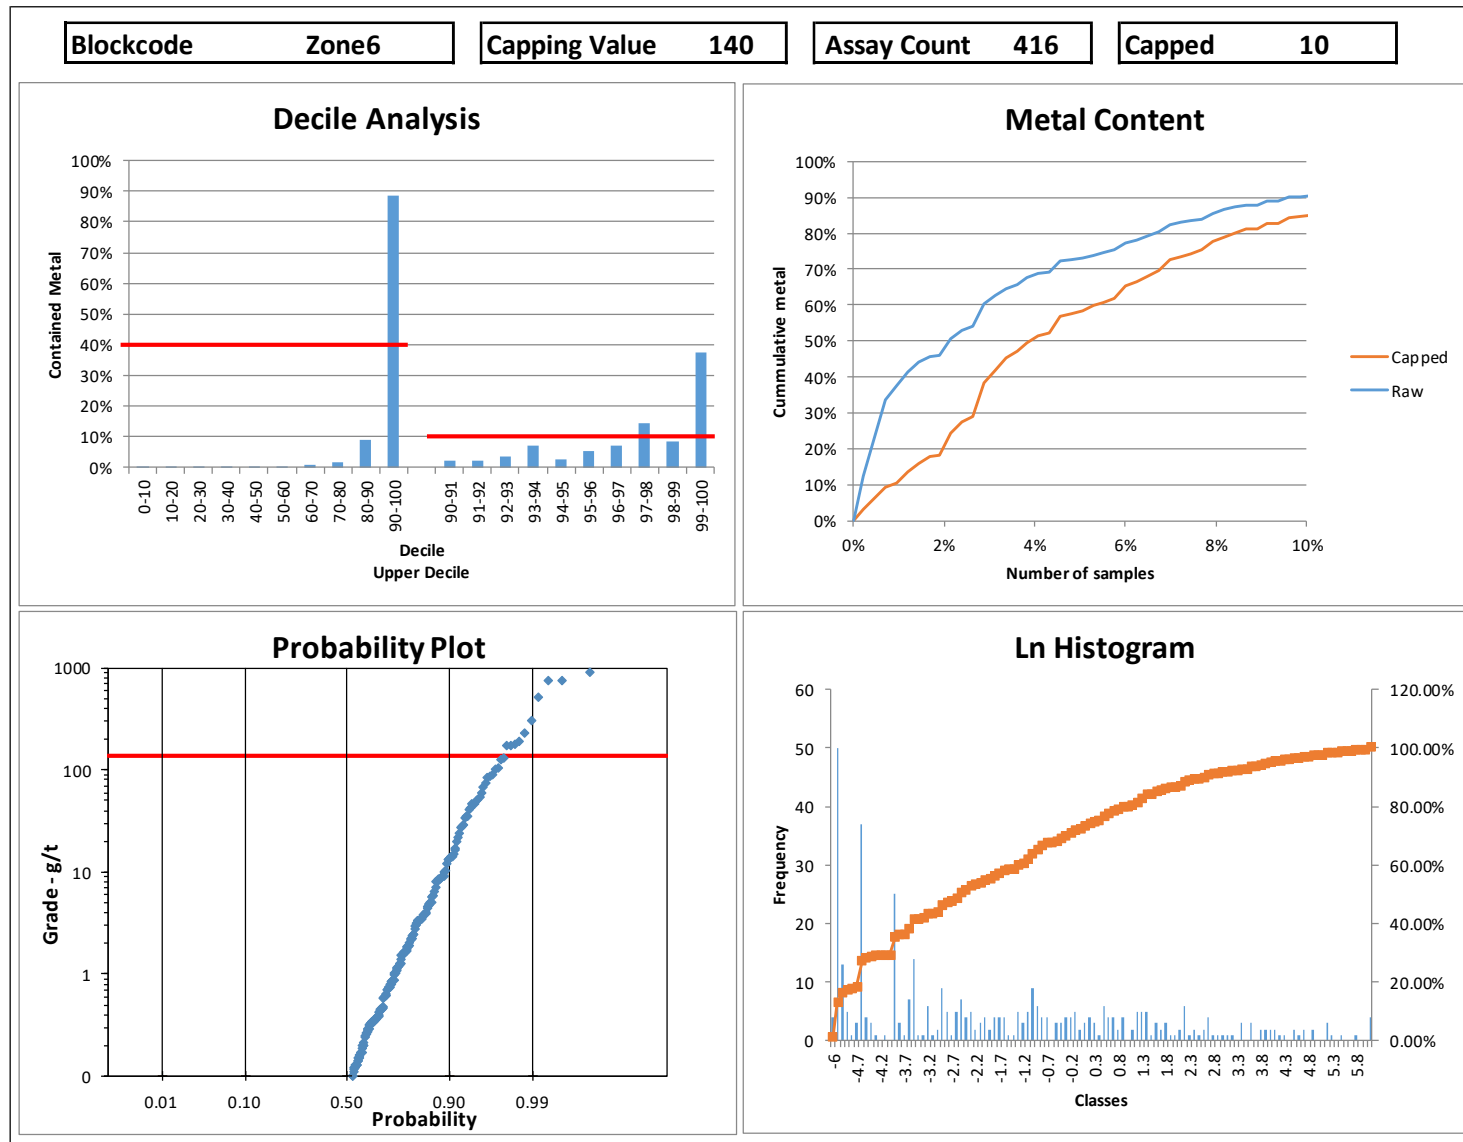 Blockcode Zone6 Capping Value 140 Assay Count 416 Capped 10
Decile Analysis
100%
90%
80%
70%
60%
50%
40%
30%
20%
10%
0%
Contained Metal
0-10 10-20 20-30 30-40 40-50 50-60 60-70 70-80 80-90 90-100 90-91 91-92 92-93 93-94 94-95 95-96 96-97 97-98 98-99 99-100
Decile
Upper Decile
Metal Content
100%
90%
80%
70%
60%
50%
40%
30%
20%
10%
0%
Cummulative metal
0% 2% 4% 6% 8% 10%
Number of samples
Capped
Raw
Probability Plot
1000
100
10
1
0
Grade - g/t
0.01 0.10 0.50 0.90 0.99
Probability
Ln Histogram
60
50
40
30
20
10
0
Frequency
120.00%
100.00%
80.00%
60.00%
40.00%
20.00%
0.00%
-6 -4.7 -4.2 -3.7 -3.2 -2.7 -2.2 -1.7 -1.2 -0.7 -0.2 0.3 0.8 1.3 1.8 2.3 2.8 3.3 3.8 4.3 4.8 5.3 5.8
Classes